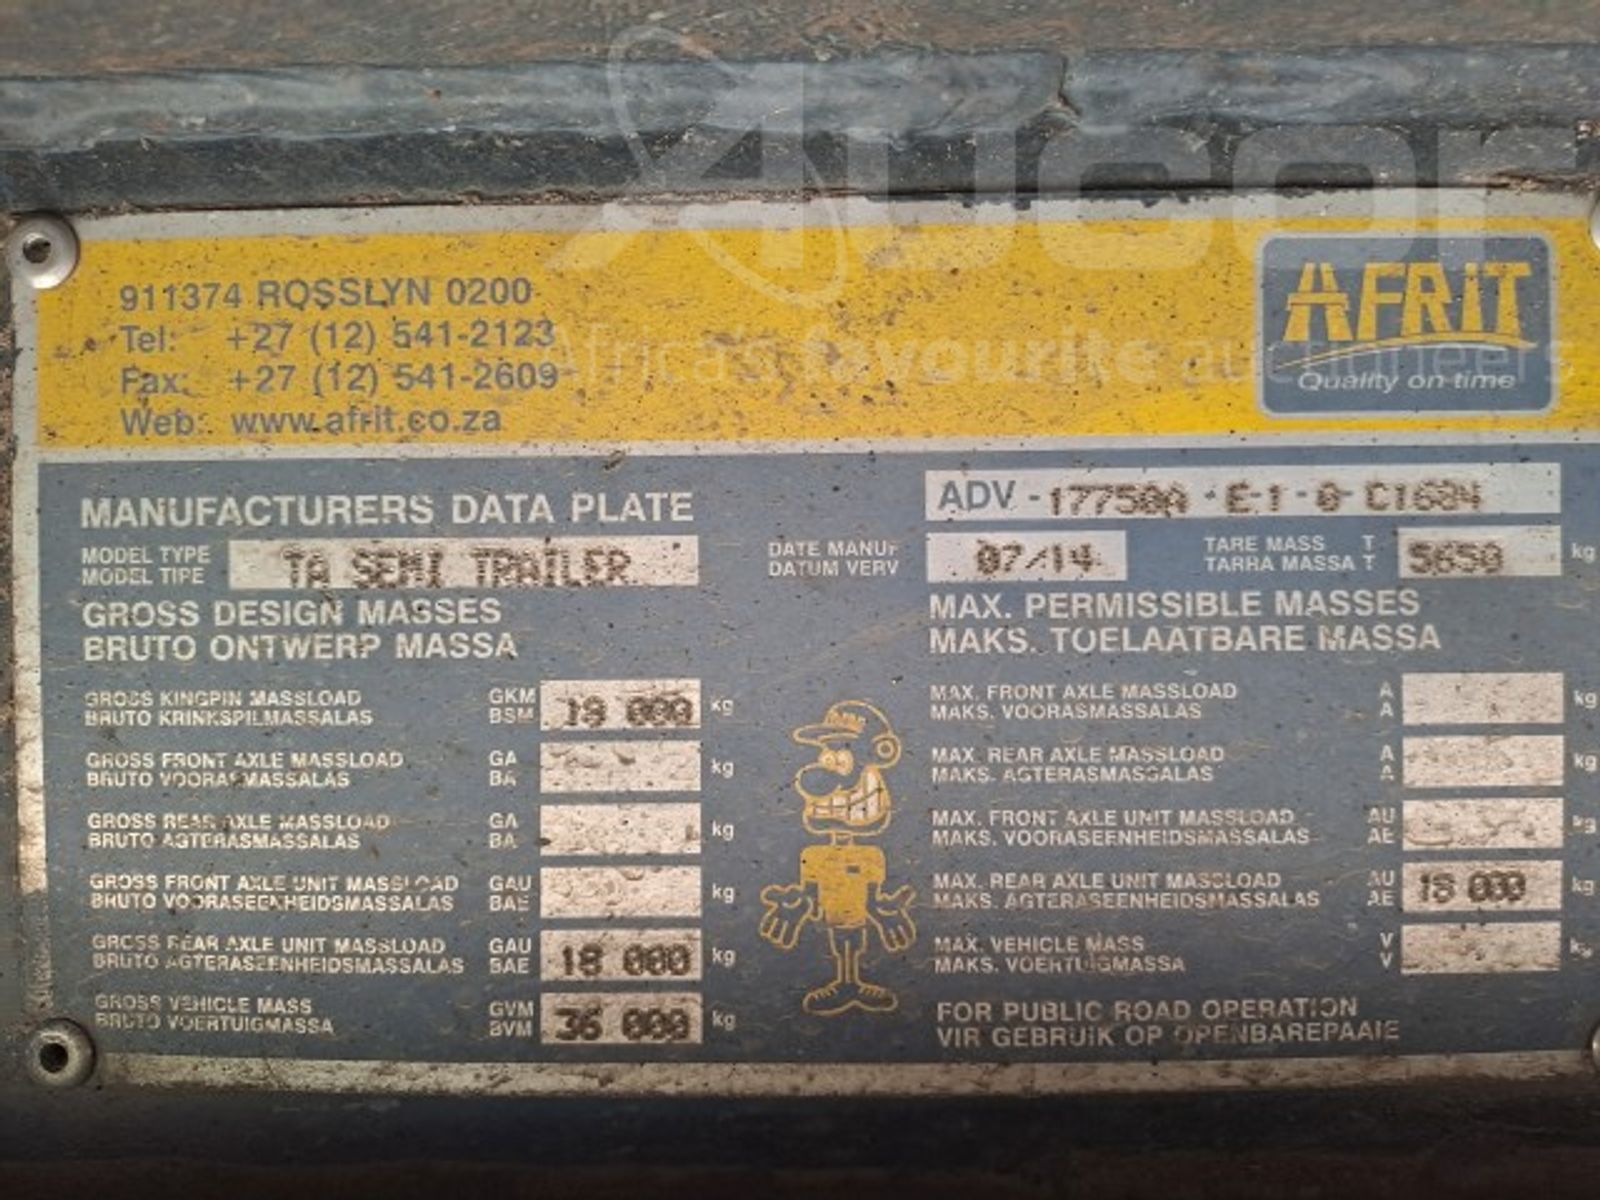 Aucor
Africa's favourite auctioneers
911374 ROSSLYN 0200
Tel: +27 (12) 541-2123
Fax: +27 (12) 541-2609
Web: www.afrit.co.za
AFRIT
Quality on time
MANUFACTURERS DATA PLATE
ADV - 17750A - E-1-0-C1604
MODEL TYPE
MODEL TIPE
TA SEMI TRAILER
DATE MANUF
DATUM VERV
07/14
TARE MASS T
TARRA MASSA T
5650 kg
GROSS DESIGN MASSES
BRUTO ONTWERP MASSA
MAX. PERMISSIBLE MASSES
MAKS. TOELAATBARE MASSA
GROSS KINGPIN MASSLOAD GKM
BRUTO KRINKSPILMASSALAS BSM
18 000 kg
GROSS FRONT AXLE MASSLOAD GA
BRUTO VOORASMASSALAS BA
kg
GROSS REAR AXLE MASSLOAD GA
BRUTO AGTERASMASSALAS BA
kg
GROSS FRONT AXLE UNIT MASSLOAD GAU
BRUTO VOORASEENHEIDSMASSALAS BAE
kg
GROSS REAR AXLE UNIT MASSLOAD GAU
BRUTO AGTERASEENHEIDSMASSALAS BAE
18 000 kg
GROSS VEHICLE MASS GVM
BRUTO VOERTUIGMASSA BVM
36 000 kg
MAX. FRONT AXLE MASSLOAD A
MAKS. VOORASMASSALAS A
kg
MAX. REAR AXLE MASSLOAD A
MAKS. AGTERASMASSALAS A
kg
MAX. FRONT AXLE UNIT MASSLOAD AU
MAKS. VOORASEENHEIDSMASSALAS AE
kg
MAX. REAR AXLE UNIT MASSLOAD AU
MAKS. AGTERASEENHEIDSMASSALAS AE
18 000 kg
MAX. VEHICLE MASS V
MAKS. VOERTUIGMASSA V
kg
FOR PUBLIC ROAD OPERATION
VIR GEBRUIK OP OPENBAREPAAIE